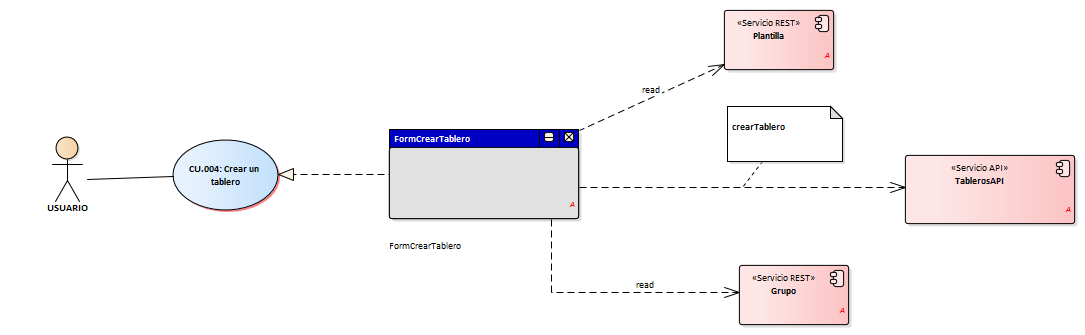 «Servicio REST»
Plantilla
A
read
crearTablero
FormCrearTablero
CU.004: Crear un
tablero
«Servicio API»
TablerosAPI
A
A
USUARIO
FormCrearTablero
«Servicio REST»
Grupo
read
A